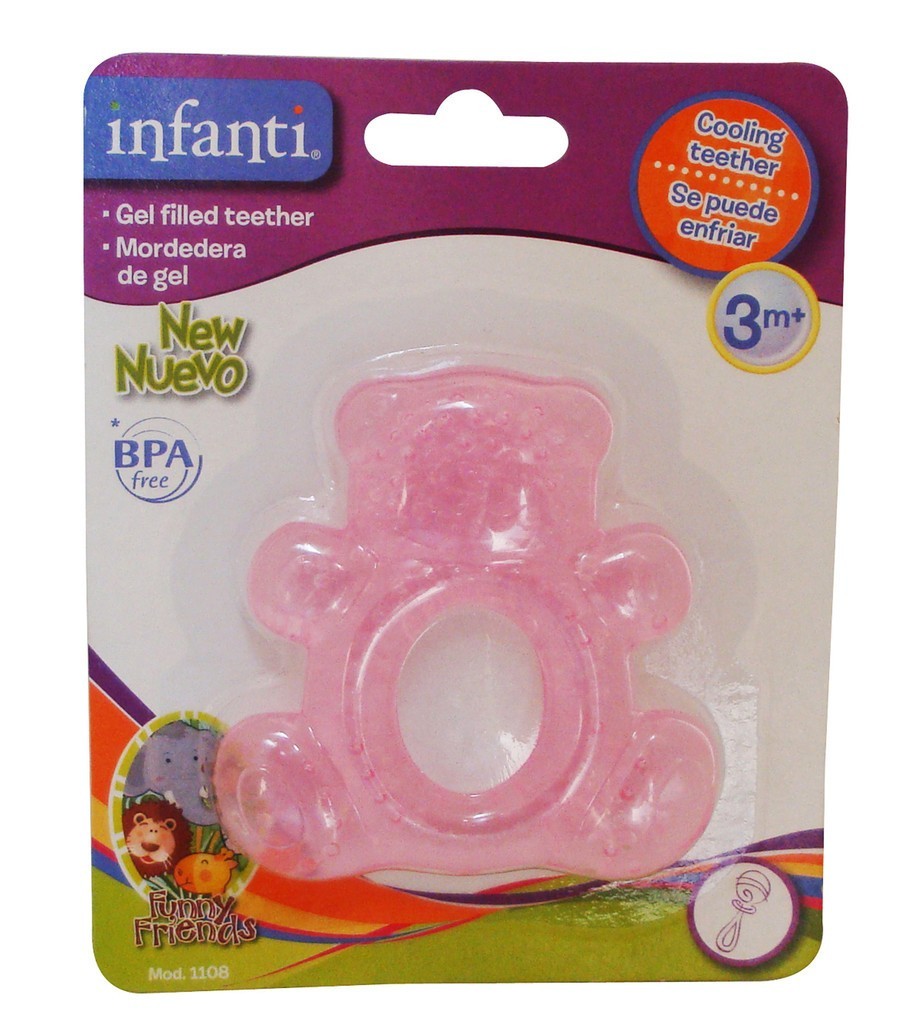 infanti®
· Gel filled teether
· Mordedera
de gel
Cooling
teether
Se puede
enfriar
3m+
New
Nuevo
*
BPA
free
Funny
Friends
Mod. 1108